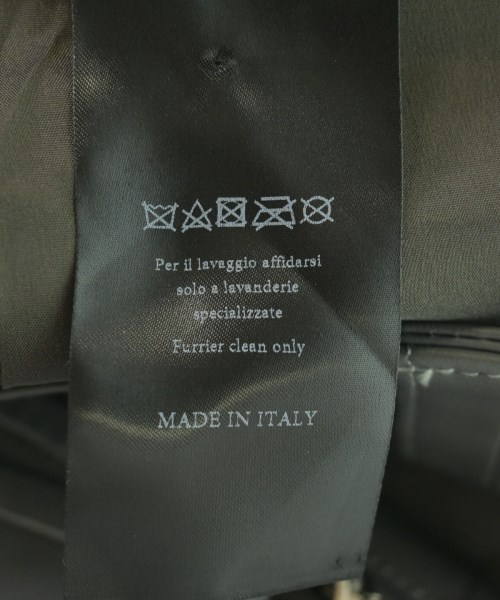 Per il lavaggio affidarsi
solo a lavanderie
specializzate
Furrier clean only
MADE IN ITALY